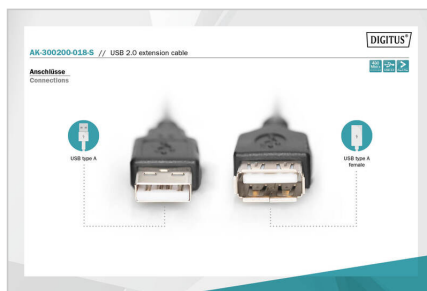 DIGITUS®
AK-300200-018-S // USB 2.0 extension cable
Anschlüsse
Connections
USB type A
USB type A
female